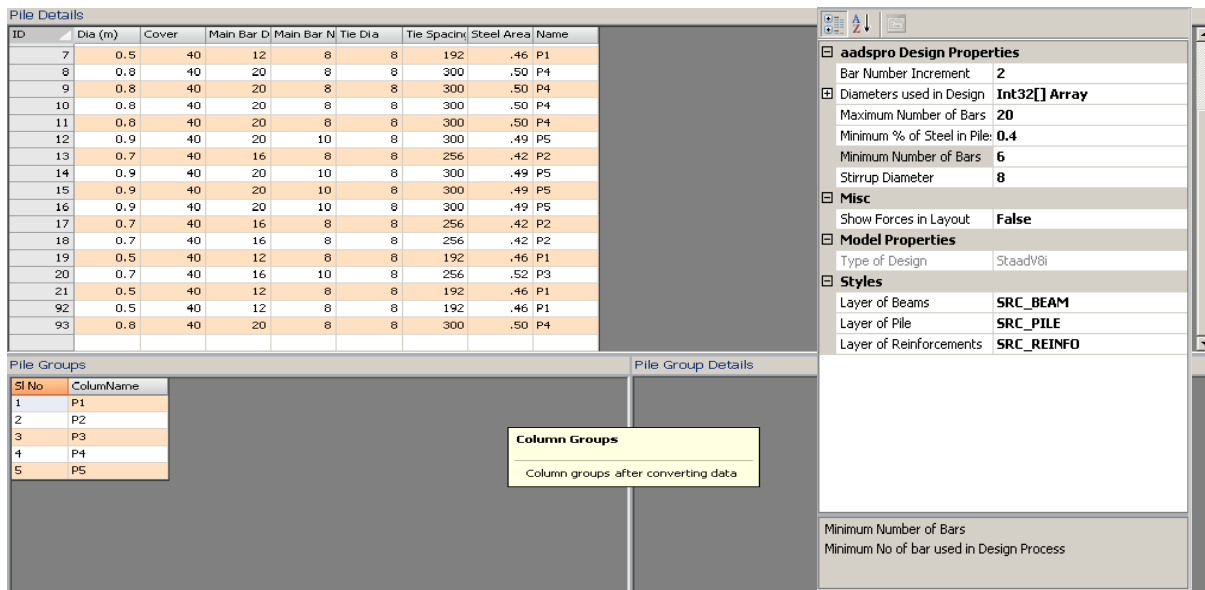 Pile Details
ID Dia (m) Cover Main Bar D Main Bar N Tie Dia Tie Spacing Steel Area Name
7 0.5 40 12 8 8 192 .46 P1
8 0.8 40 20 8 8 300 .50 P4
9 0.8 40 20 8 8 300 .50 P4
10 0.8 40 20 8 8 300 .50 P4
11 0.8 40 20 8 8 300 .50 P4
12 0.9 40 20 10 8 300 .49 P5
13 0.7 40 16 8 8 256 .42 P2
14 0.9 40 20 10 8 300 .49 P5
15 0.9 40 20 10 8 300 .49 P5
16 0.9 40 20 10 8 300 .49 P5
17 0.7 40 16 8 8 256 .42 P2
18 0.7 40 16 8 8 256 .42 P2
19 0.5 40 12 8 8 192 .46 P1
20 0.7 40 16 10 8 256 .52 P3
21 0.5 40 12 8 8 192 .46 P1
92 0.5 40 12 8 8 192 .46 P1
93 0.8 40 20 8 8 300 .50 P4
Pile Groups
Sl No ColumName
1 P1
2 P2
3 P3
4 P4
5 P5
Column Groups
Column groups after converting data
Pile Group Details
aadspro Design Properties
Bar Number Increment 2
Diameters used in Design Int32[] Array
Maximum Number of Bars 20
Minimum % of Steel in Pile: 0.4
Minimum Number of Bars 6
Stirrup Diameter 8
Misc
Show Forces in Layout False
Model Properties
Type of Design StaadV8i
Styles
Layer of Beams SRC_BEAM
Layer of Pile SRC_PILE
Layer of Reinforcements SRC_REINFO
Minimum Number of Bars
Minimum No of bar used in Design Process